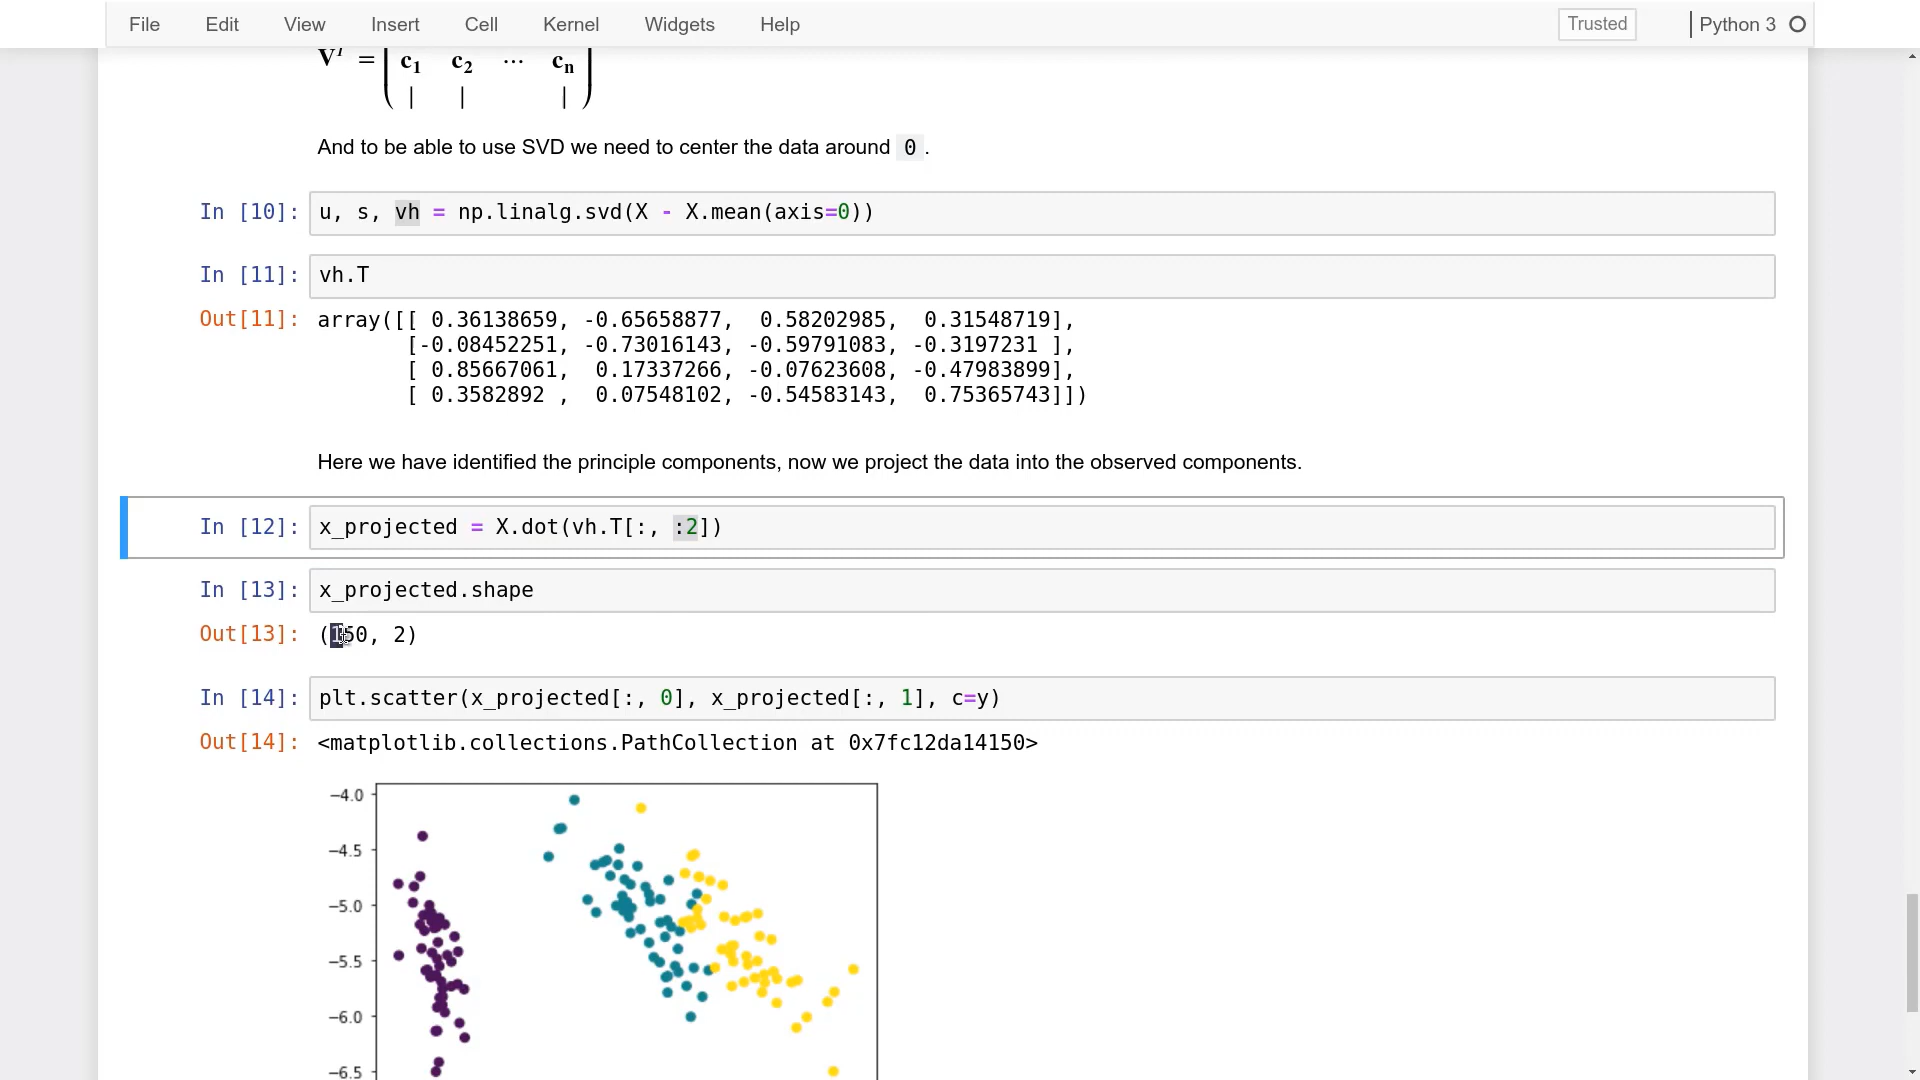 File Edit View Insert Cell Kernel Widgets Help Trusted Python 3
V^T = c1 c2 ⋯ cn
And to be able to use SVD we need to center the data around 0 .
In [10]: u, s, vh = np.linalg.svd(X - X.mean(axis=0))
In [11]: vh.T
Out[11]: array([[ 0.36138659, -0.65658877, 0.58202985, 0.31548719],
[-0.08452251, -0.73016143, -0.59791083, -0.3197231 ],
[ 0.85667061, 0.17337266, -0.07623608, -0.47983899],
[ 0.3582892 , 0.07548102, -0.54583143, 0.75365743]])
Here we have identified the principle components, now we project the data into the observed components.
In [12]: x_projected = X.dot(vh.T[:, :2])
In [13]: x_projected.shape
Out[13]: (150, 2)
In [14]: plt.scatter(x_projected[:, 0], x_projected[:, 1], c=y)
Out[14]: <matplotlib.collections.PathCollection at 0x7fc12da14150>
−4.0
−4.5
−5.0
−5.5
−6.0
−6.5